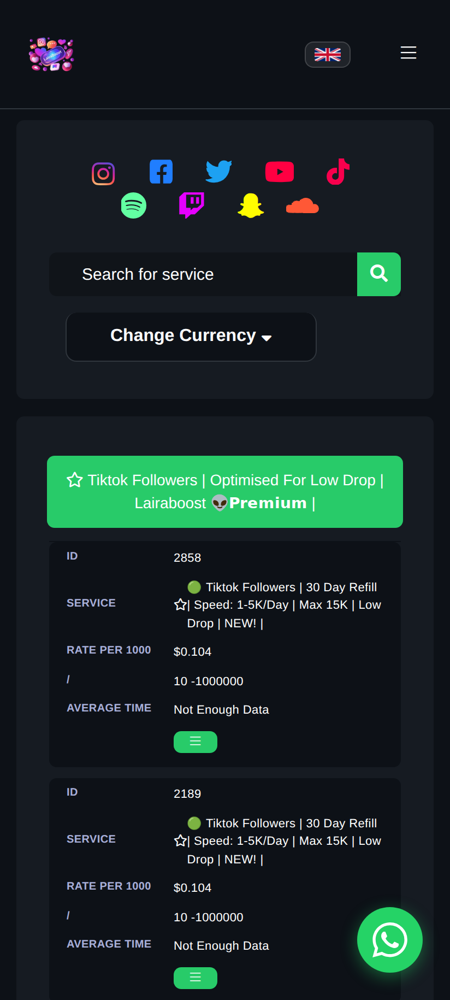 Lairaboost
Search for service
Change Currency
Tiktok Followers | Optimised For Low Drop |
Lairaboost 👽𝗣𝗿𝗲𝗺𝗶𝘂𝗺 |
ID
2858
SERVICE
🟢 Tiktok Followers | 30 Day Refill
| Speed: 1-5K/Day | Max 15K | Low
Drop | NEW! |
RATE PER 1000
$0.104
/
10 -1000000
AVERAGE TIME
Not Enough Data
ID
2189
SERVICE
🟢 Tiktok Followers | 30 Day Refill
| Speed: 1-5K/Day | Max 15K | Low
Drop | NEW! |
RATE PER 1000
$0.104
/
10 -1000000
AVERAGE TIME
Not Enough Data